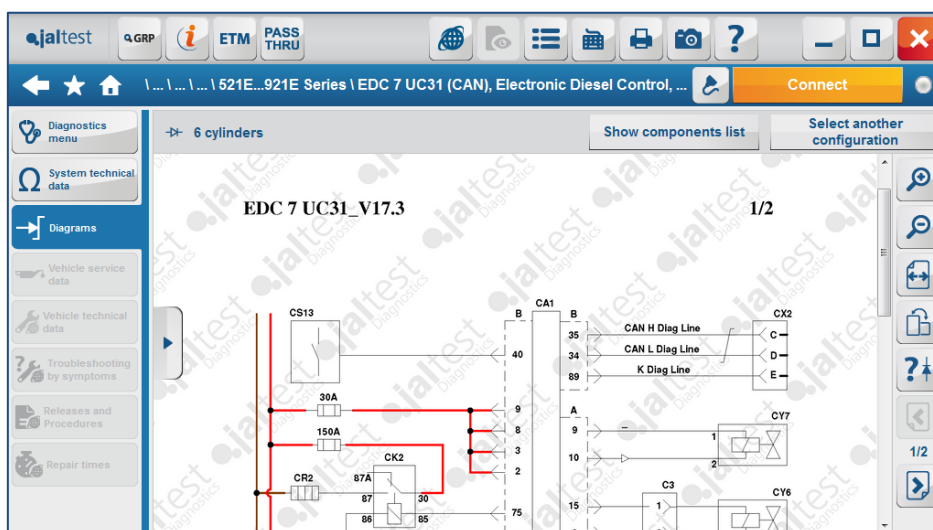 jaltest
GRP
i
ETM
PASS
THRU
?
\ ... \ ... \ ... \ 521E...921E Series \ EDC 7 UC31 (CAN), Electronic Diesel Control, ...
Connect
Diagnostics
menu
System technical
data
Diagrams
Vehicle service
data
Vehicle technical
data
Troubleshooting
by symptoms
Releases and
Procedures
Repair times
6 cylinders
Show components list
Select another
configuration
EDC 7 UC31_V17.3
1/2
CS13
CA1
B
B
CX2
40
35
CAN H Diag Line
C
34
CAN L Diag Line
D
89
K Diag Line
E
30A
9
A
CY7
150A
8
9
1
3
10
2
CK2
2
CR2
87A
C3
CY6
87
30
15
1
86
85
75
1/2
jaltest
Diagnostics